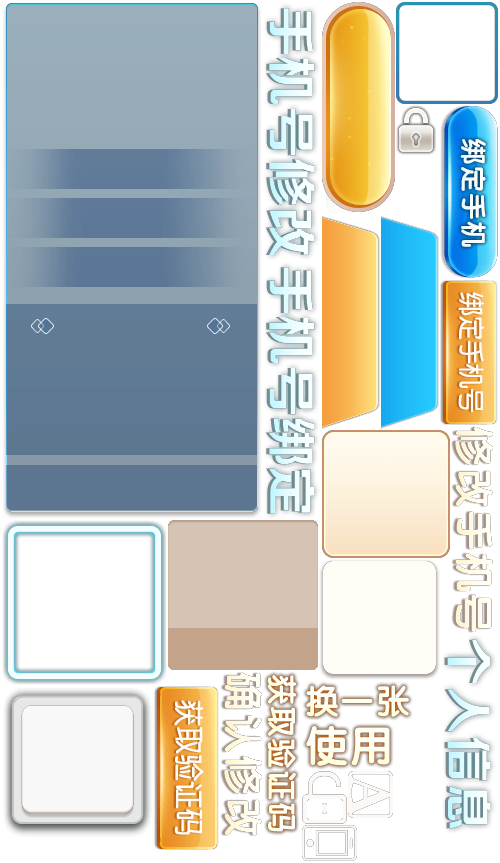 手机号修改
手机号绑定
绑定手机
绑定手机号
修改手机号
个人信息
获取验证码
确认修改
获取验证码
换一张
使用
A